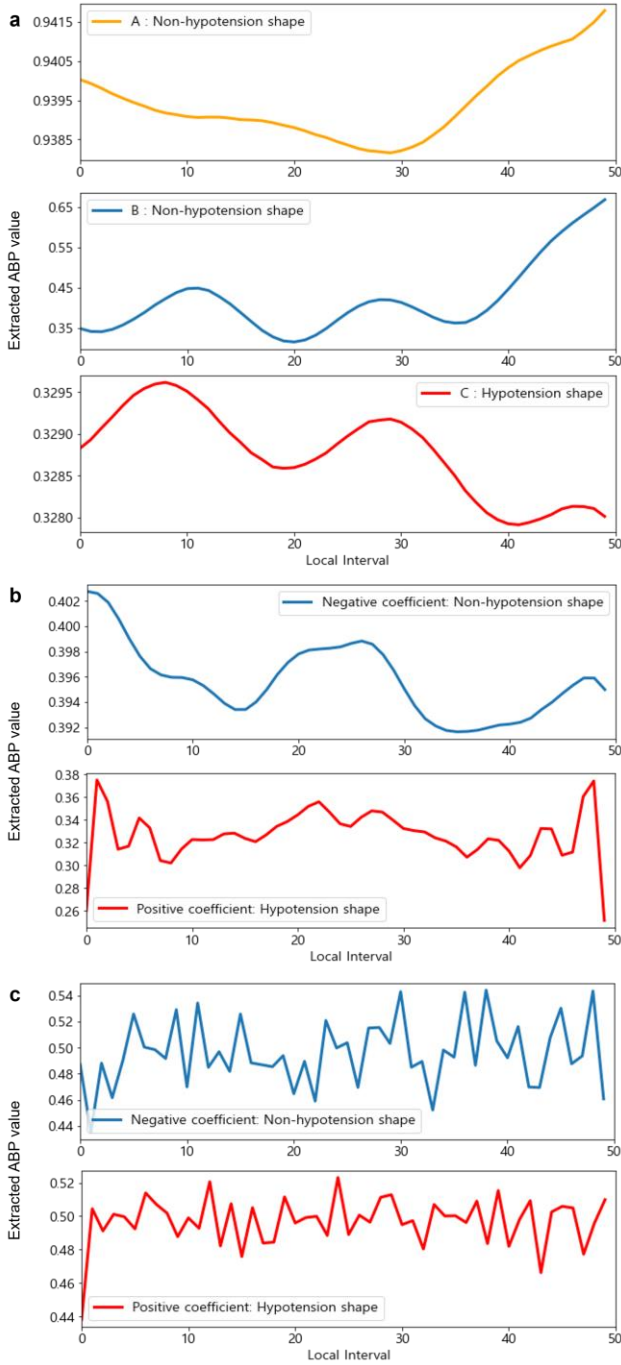 a
A : Non-hypotension shape
0.9415
0.9405
0.9395
0.9385
0 10 20 30 40 50
Extracted ABP value
B : Non-hypotension shape
0.65
0.55
0.45
0.35
0 10 20 30 40 50
C : Hypotension shape
0.3295
0.3290
0.3285
0.3280
0 10 20 30 40 50
Local Interval
b
Negative coefficient: Non-hypotension shape
0.402
0.400
0.398
0.396
0.394
0.392
0 10 20 30 40 50
Extracted ABP value
0.38
0.36
0.34
0.32
0.30
0.28
0.26
Positive coefficient: Hypotension shape
0 10 20 30 40 50
Local Interval
c
0.54
0.52
0.50
0.48
0.46
0.44
Negative coefficient: Non-hypotension shape
0 10 20 30 40 50
Extracted ABP value
0.52
0.50
0.48
0.46
0.44
Positive coefficient: Hypotension shape
0 10 20 30 40 50
Local Interval